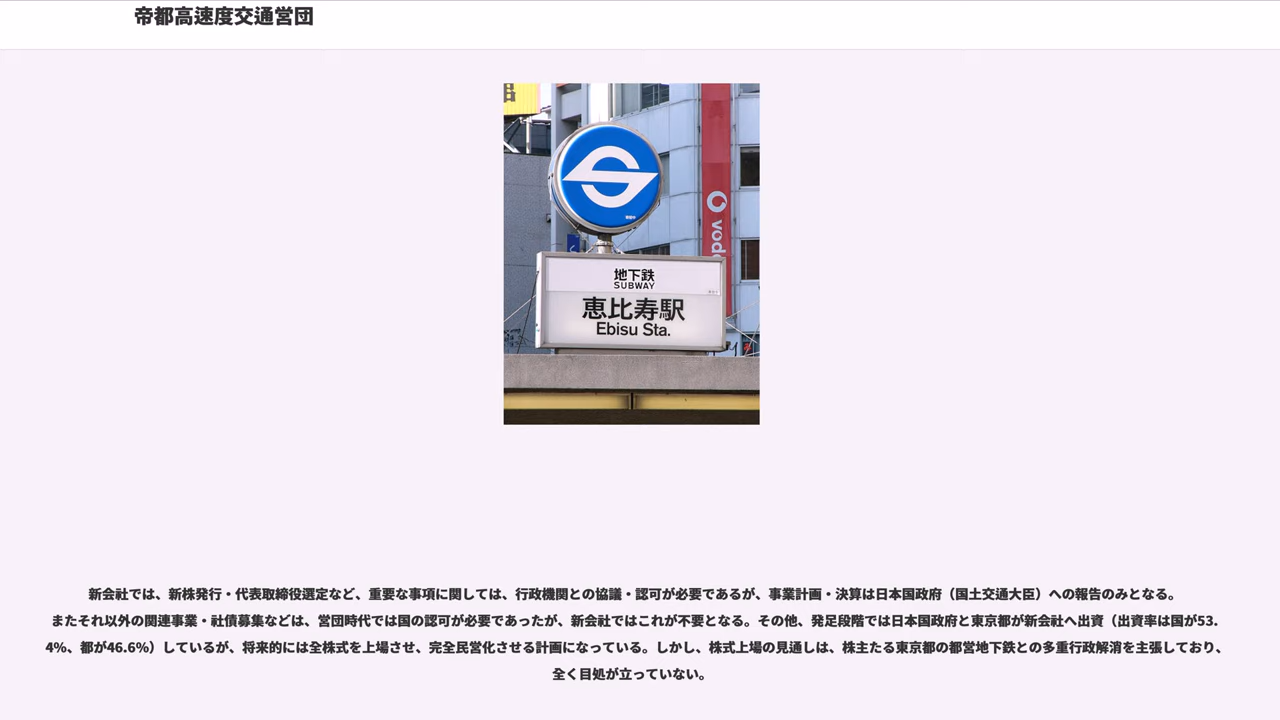 帝都高速度交通営団
地下鉄
SUBWAY
恵比寿駅
Ebisu Sta.
新会社では、新株発行・代表取締役選定など、重要な事項に関しては、行政機関との協議・認可が必要であるが、事業計画・決算は日本国政府（国土交通大臣）への報告のみとなる。
またそれ以外の関連事業・社債募集などは、営団時代では国の認可が必要であったが、新会社ではこれが不要となる。その他、発足段階では日本国政府と東京都が新会社へ出資（出資率は国が53.
4%、都が46.6%）しているが、将来的には全株式を上場させ、完全民営化させる計画になっている。しかし、株式上場の見通しは、株主たる東京都の都営地下鉄との多重行政解消を主張しており、
全く目処が立っていない。